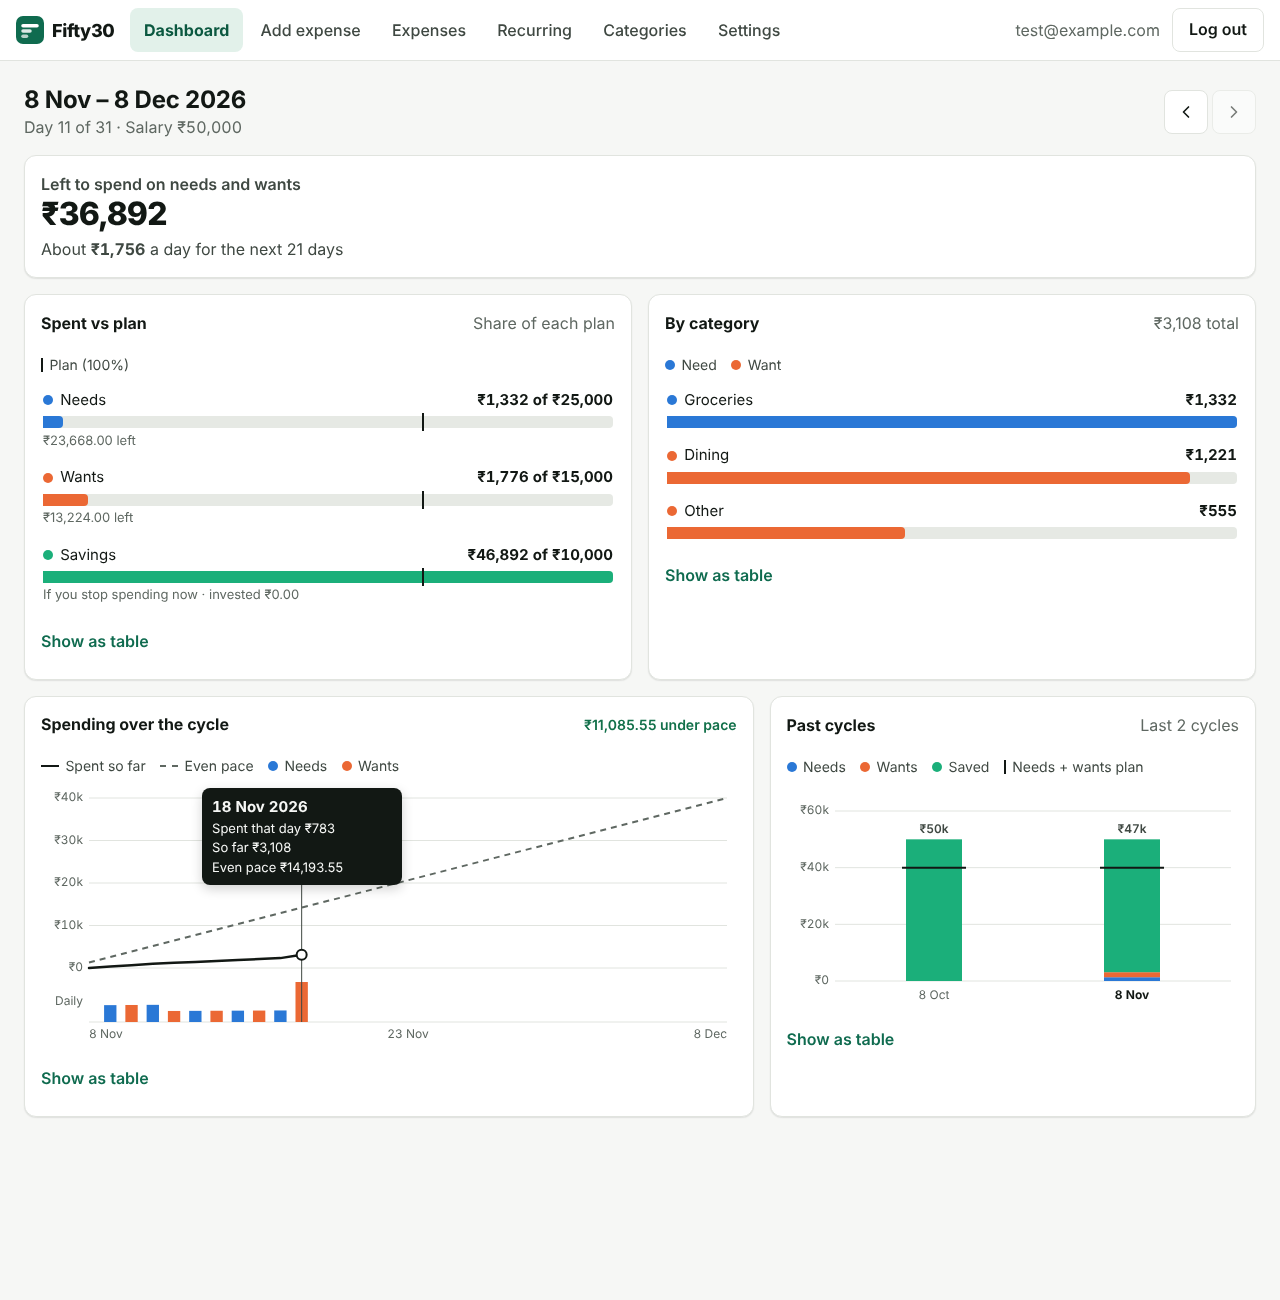 Fifty30
Dashboard
Add expense
Expenses
Recurring
Categories
Settings
test@example.com
Log out
8 Nov – 8 Dec 2026
Day 11 of 31 · Salary ₹50,000
Left to spend on needs and wants
₹36,892
About ₹1,756 a day for the next 21 days
Spent vs plan
Share of each plan
Plan (100%)
Needs
₹1,332 of ₹25,000
₹23,668.00 left
Wants
₹1,776 of ₹15,000
₹13,224.00 left
Savings
₹46,892 of ₹10,000
If you stop spending now · invested ₹0.00
Show as table
By category
₹3,108 total
Need
Want
Groceries
₹1,332
Dining
₹1,221
Other
₹555
Show as table
Spending over the cycle
₹11,085.55 under pace
Spent so far
Even pace
Needs
Wants
₹40k
₹30k
₹20k
₹10k
₹0
Daily
18 Nov 2026
Spent that day ₹783
So far ₹3,108
Even pace ₹14,193.55
8 Nov
23 Nov
8 Dec
Show as table
Past cycles
Last 2 cycles
Needs
Wants
Saved
Needs + wants plan
₹60k
₹40k
₹20k
₹0
₹50k
₹47k
8 Oct
8 Nov
Show as table